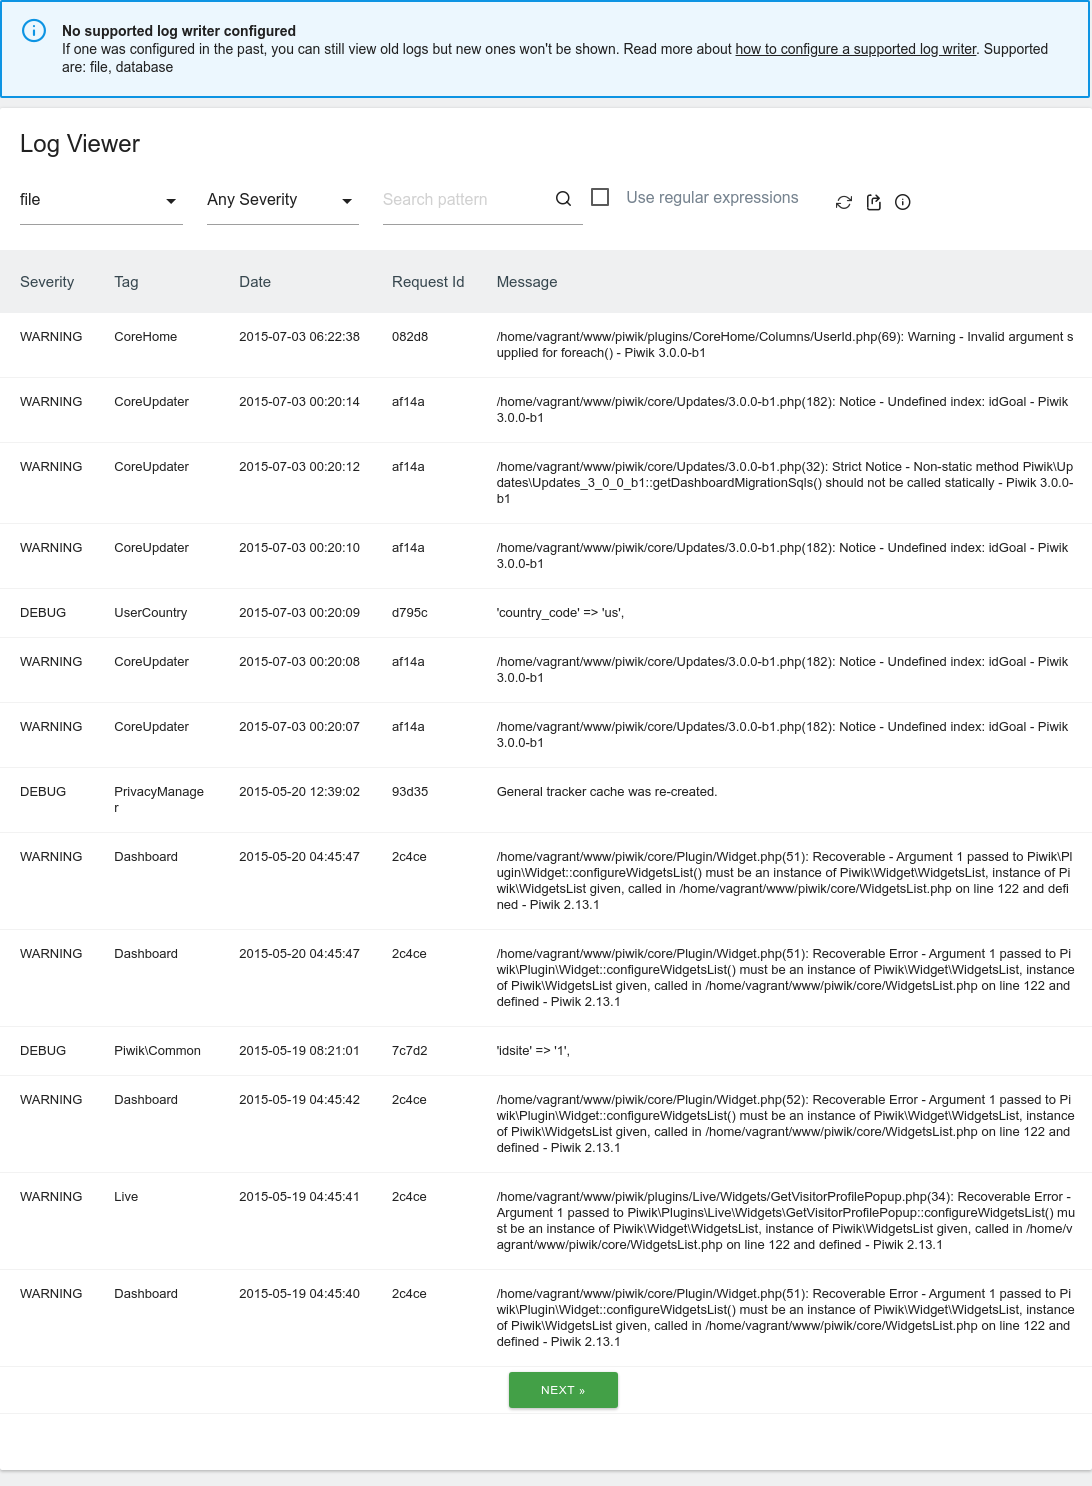 No supported log writer configured
If one was configured in the past, you can still view old logs but new ones won't be shown. Read more about how to configure a supported log writer. Supported
are: file, database
Log Viewer
file Any Severity Search pattern Use regular expressions
Severity Tag Date Request Id Message
WARNING CoreHome 2015-07-03 06:22:38 082d8 /home/vagrant/www/piwik/plugins/CoreHome/Columns/UserId.php(69): Warning - Invalid argument s
upplied for foreach() - Piwik 3.0.0-b1
WARNING CoreUpdater 2015-07-03 00:20:14 af14a /home/vagrant/www/piwik/core/Updates/3.0.0-b1.php(182): Notice - Undefined index: idGoal - Piwik
3.0.0-b1
WARNING CoreUpdater 2015-07-03 00:20:12 af14a /home/vagrant/www/piwik/core/Updates/3.0.0-b1.php(32): Strict Notice - Non-static method Piwik\Up
dates\Updates_3_0_0_b1::getDashboardMigrationSqls() should not be called statically - Piwik 3.0.0-
b1
WARNING CoreUpdater 2015-07-03 00:20:10 af14a /home/vagrant/www/piwik/core/Updates/3.0.0-b1.php(182): Notice - Undefined index: idGoal - Piwik
3.0.0-b1
DEBUG UserCountry 2015-07-03 00:20:09 d795c 'country_code' => 'us',
WARNING CoreUpdater 2015-07-03 00:20:08 af14a /home/vagrant/www/piwik/core/Updates/3.0.0-b1.php(182): Notice - Undefined index: idGoal - Piwik
3.0.0-b1
WARNING CoreUpdater 2015-07-03 00:20:07 af14a /home/vagrant/www/piwik/core/Updates/3.0.0-b1.php(182): Notice - Undefined index: idGoal - Piwik
3.0.0-b1
DEBUG PrivacyManage 2015-05-20 12:39:02 93d35 General tracker cache was re-created.
r
WARNING Dashboard 2015-05-20 04:45:47 2c4ce /home/vagrant/www/piwik/core/Plugin/Widget.php(51): Recoverable - Argument 1 passed to Piwik\Pl
ugin\Widget::configureWidgetsList() must be an instance of Piwik\Widget\WidgetsList, instance of Pi
wik\WidgetsList given, called in /home/vagrant/www/piwik/core/WidgetsList.php on line 122 and defi
ned - Piwik 2.13.1
WARNING Dashboard 2015-05-20 04:45:47 2c4ce /home/vagrant/www/piwik/core/Plugin/Widget.php(51): Recoverable Error - Argument 1 passed to Pi
wik\Plugin\Widget::configureWidgetsList() must be an instance of Piwik\Widget\WidgetsList, instance
of Piwik\WidgetsList given, called in /home/vagrant/www/piwik/core/WidgetsList.php on line 122 and
defined - Piwik 2.13.1
DEBUG Piwik\Common 2015-05-19 08:21:01 7c7d2 'idsite' => '1',
WARNING Dashboard 2015-05-19 04:45:42 2c4ce /home/vagrant/www/piwik/core/Plugin/Widget.php(52): Recoverable Error - Argument 1 passed to Pi
wik\Plugin\Widget::configureWidgetsList() must be an instance of Piwik\Widget\WidgetsList, instance
of Piwik\WidgetsList given, called in /home/vagrant/www/piwik/core/WidgetsList.php on line 122 and
defined - Piwik 2.13.1
WARNING Live 2015-05-19 04:45:41 2c4ce /home/vagrant/www/piwik/plugins/Live/Widgets/GetVisitorProfilePopup.php(34): Recoverable Error -
Argument 1 passed to Piwik\Plugins\Live\Widgets\GetVisitorProfilePopup::configureWidgetsList() mu
st be an instance of Piwik\Widget\WidgetsList, instance of Piwik\WidgetsList given, called in /home/v
agrant/www/piwik/core/WidgetsList.php on line 122 and defined - Piwik 2.13.1
WARNING Dashboard 2015-05-19 04:45:40 2c4ce /home/vagrant/www/piwik/core/Plugin/Widget.php(51): Recoverable Error - Argument 1 passed to Pi
wik\Plugin\Widget::configureWidgetsList() must be an instance of Piwik\Widget\WidgetsList, instance
of Piwik\WidgetsList given, called in /home/vagrant/www/piwik/core/WidgetsList.php on line 122 and
defined - Piwik 2.13.1
NEXT »